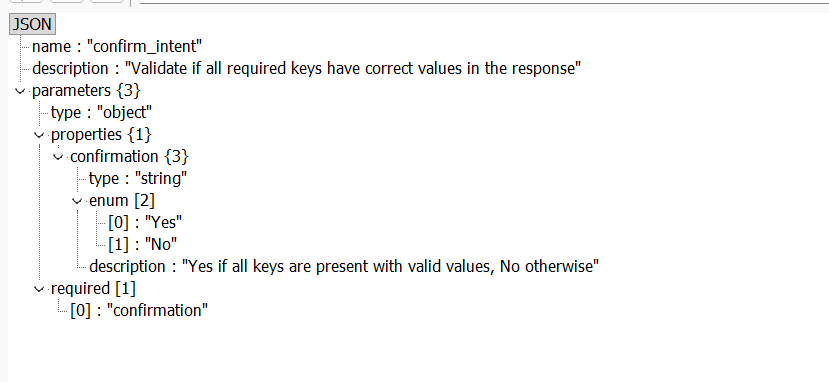 JSON
name : "confirm_intent"
description : "Validate if all required keys have correct values in the response"
parameters {3}
type : "object"
properties {1}
confirmation {3}
type : "string"
enum [2]
[0] : "Yes"
[1] : "No"
description : "Yes if all keys are present with valid values, No otherwise"
required [1]
[0] : "confirmation"